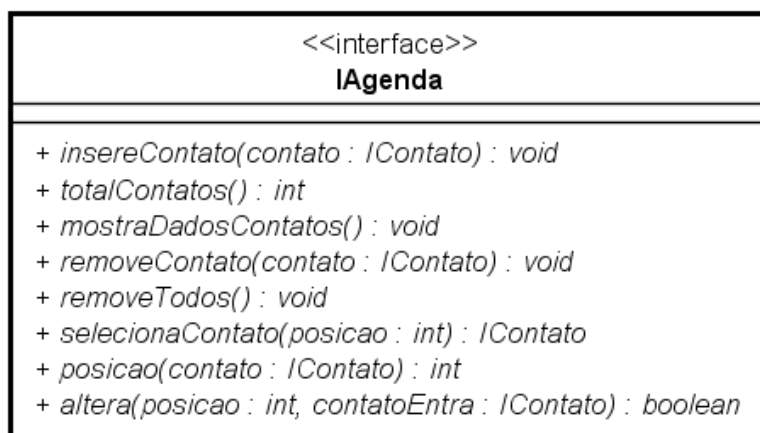 <<interface>>
IAgenda
+ insereContato(contato : IContato) : void
+ totalContatos() : int
+ mostraDadosContatos() : void
+ removeContato(contato : IContato) : void
+ removeTodos() : void
+ selecionaContato(posicao : int) : IContato
+ posicao(contato : IContato) : int
+ altera(posicao : int, contatoEntra : IContato) : boolean